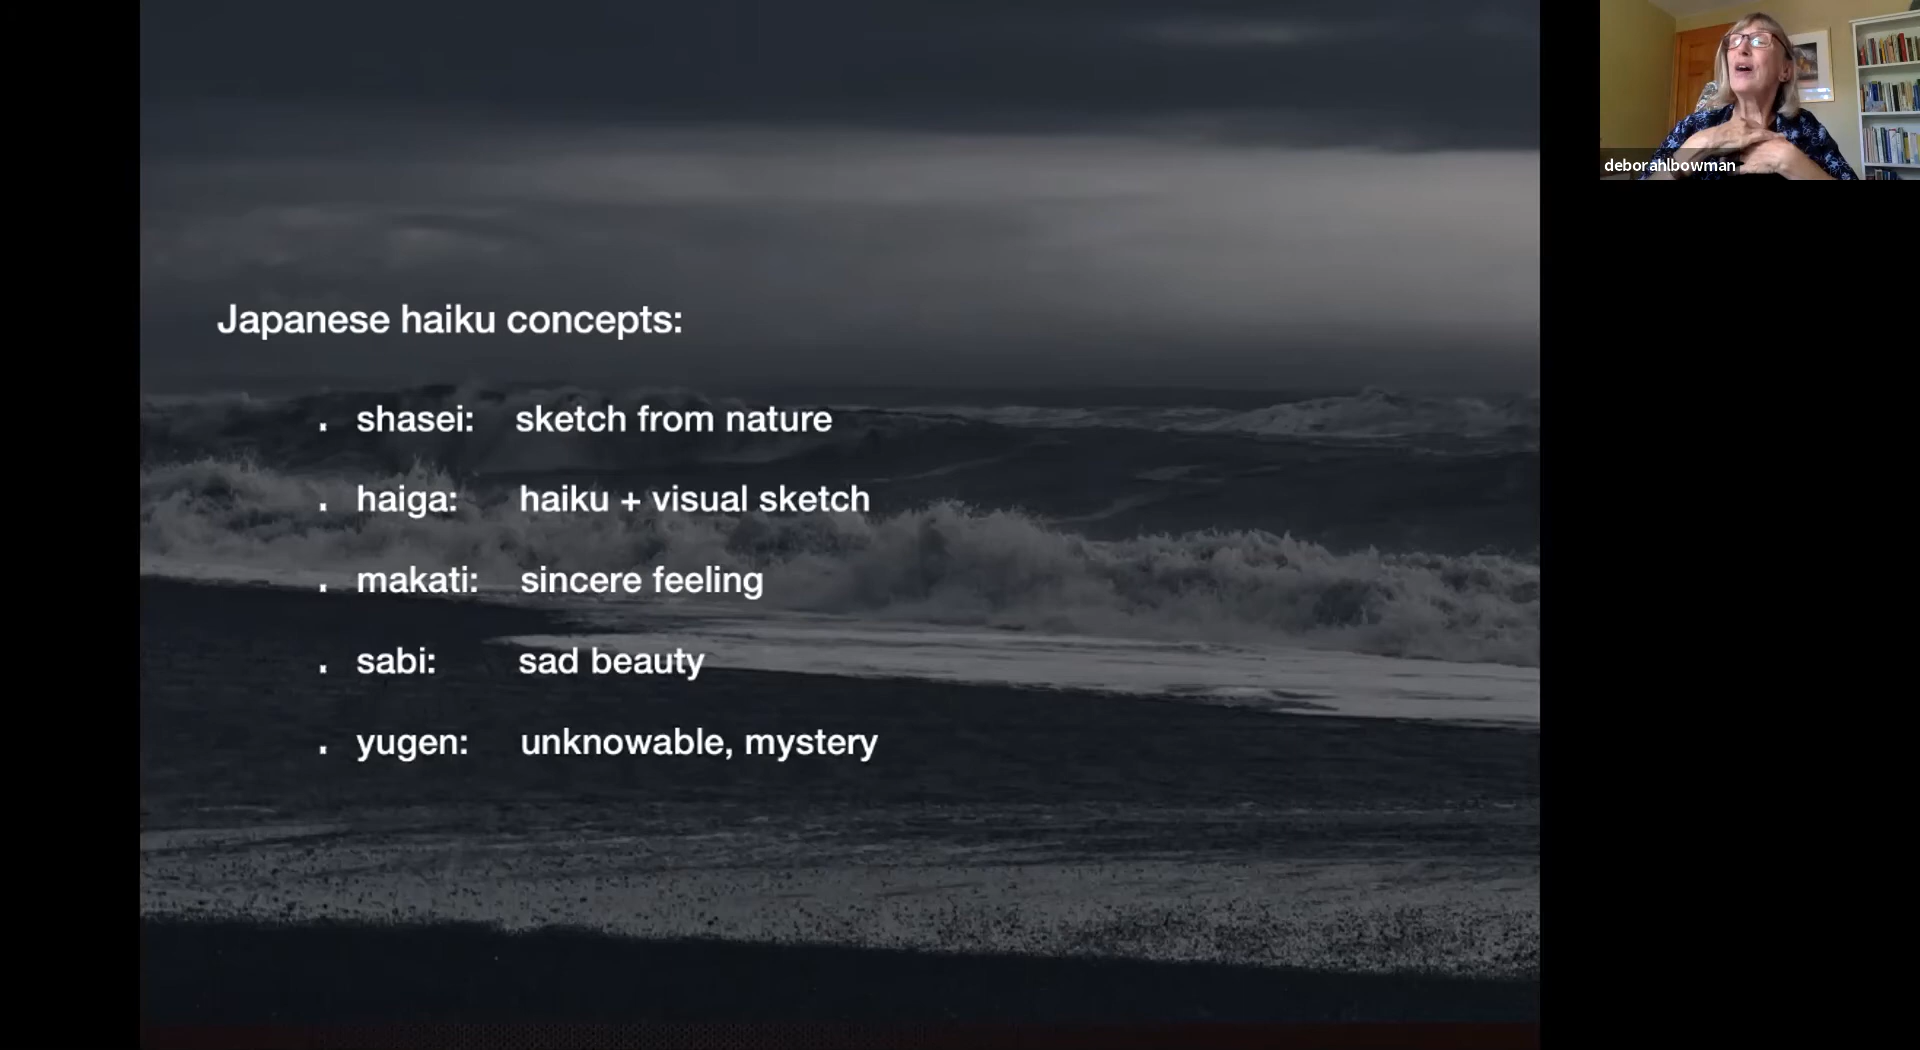 Japanese haiku concepts:
. shasei: sketch from nature
. haiga: haiku + visual sketch
. makati: sincere feeling
. sabi: sad beauty
. yugen: unknowable, mystery
deborahlbowman